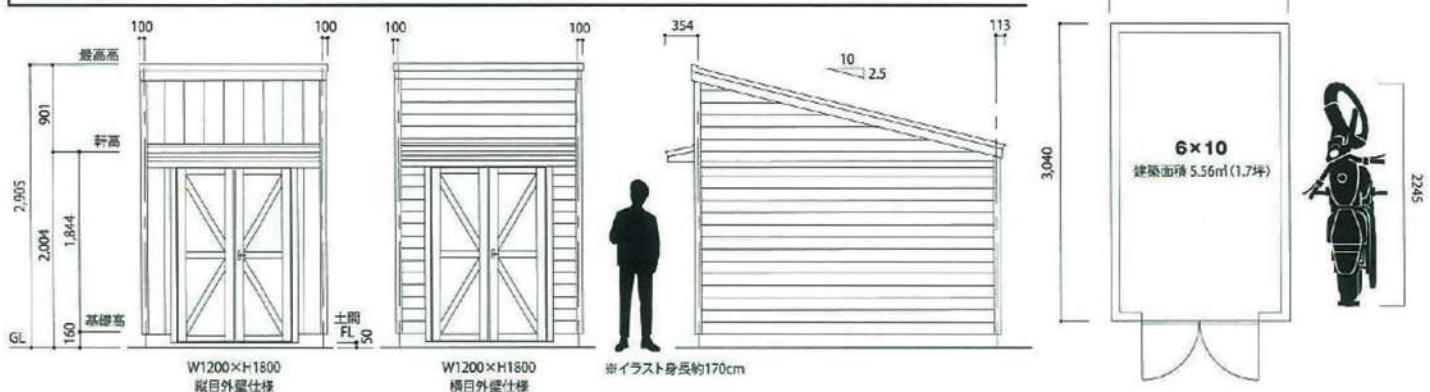 100
100
最高高
901
軒高
2,905
2,004
1,844
160
基礎高
GL
土間
FL
50
W1200×H1800
縦目外壁仕様
100
100
W1200×H1800
横目外壁仕様
※イラスト身長約170cm
354
10
2.5
113
3,040
6×10
建築面積 5.56㎡(1.7坪)
2245